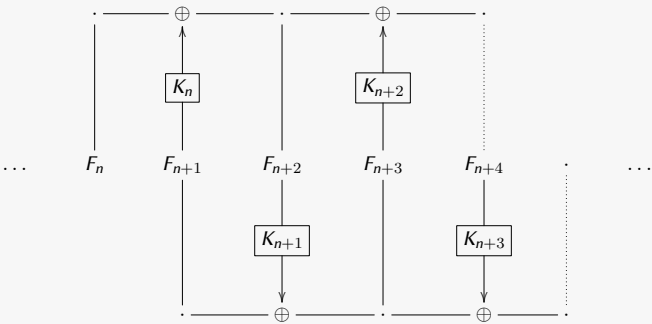 ⊕ ⊕
K_n K_{n+2}
… F_n F_{n+1} F_{n+2} F_{n+3} F_{n+4} · …
K_{n+1} K_{n+3}
⊕ ⊕